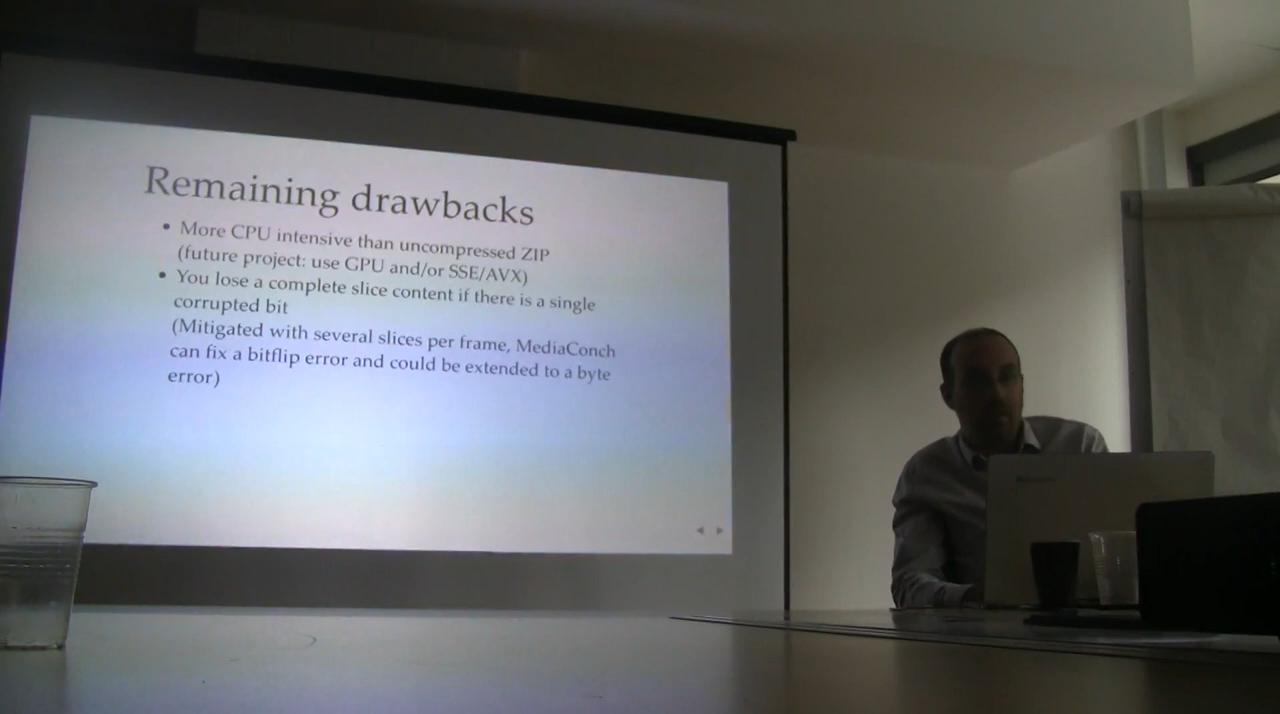 Remaining drawbacks
• More CPU intensive than uncompressed ZIP
(future project: use GPU and/or SSE/AVX)
• You lose a complete slice content if there is a single
corrupted bit
(Mitigated with several slices per frame, MediaConch
can fix a bitflip error and could be extended to a byte
error)